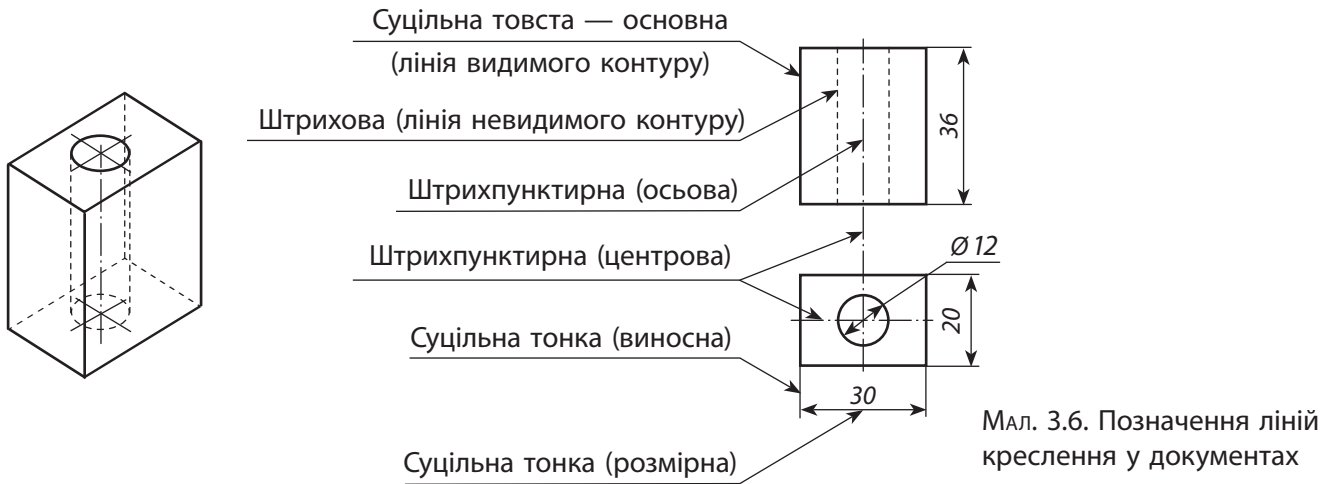 Суцільна товста — основна
(лінія видимого контуру)
Штрихова (лінія невидимого контуру)
36
Штрихпунктирна (осьова)
Штрихпунктирна (центрова)
Ø 12
20
Суцільна тонка (виносна)
30
Суцільна тонка (розмірна)
Мал. 3.6. Позначення ліній
креслення у документах